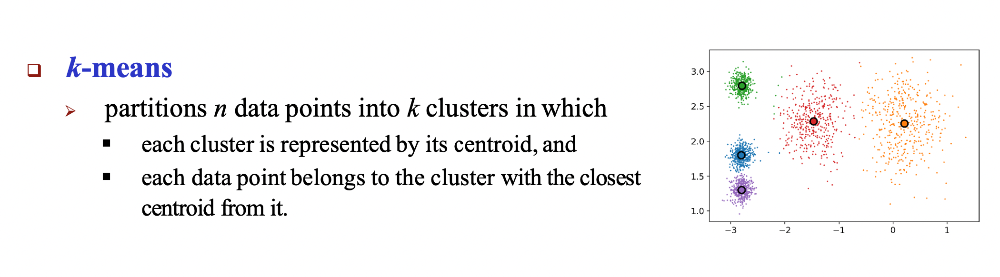 k-means
partitions n data points into k clusters in which
each cluster is represented by its centroid, and
each data point belongs to the cluster with the closest
centroid from it.
3.0
2.5
2.0
1.5
1.0
−3 −2 −1 0 1